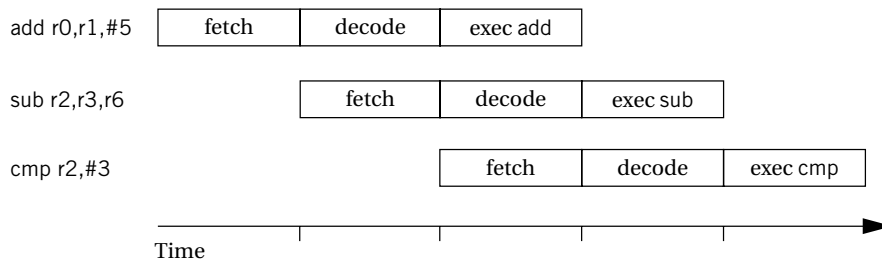 add r0,r1,#5 fetch decode exec add
sub r2,r3,r6 fetch decode exec sub
cmp r2,#3 fetch decode exec cmp
Time